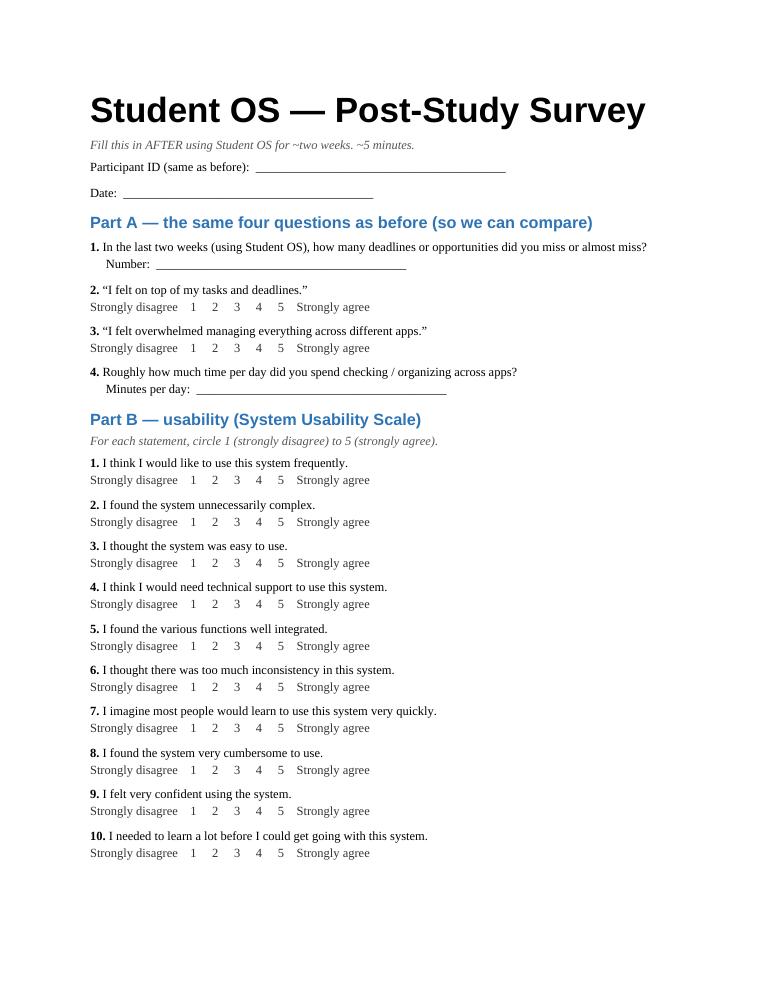 Student OS — Post-Study Survey
Fill this in AFTER using Student OS for ~two weeks. ~5 minutes.
Participant ID (same as before): ________________________________________
Date: ________________________________________
Part A — the same four questions as before (so we can compare)
1. In the last two weeks (using Student OS), how many deadlines or opportunities did you miss or almost miss?
Number: ________________________________________
2. “I felt on top of my tasks and deadlines.”
Strongly disagree 1 2 3 4 5 Strongly agree
3. “I felt overwhelmed managing everything across different apps.”
Strongly disagree 1 2 3 4 5 Strongly agree
4. Roughly how much time per day did you spend checking / organizing across apps?
Minutes per day: ________________________________________
Part B — usability (System Usability Scale)
For each statement, circle 1 (strongly disagree) to 5 (strongly agree).
1. I think I would like to use this system frequently.
Strongly disagree 1 2 3 4 5 Strongly agree
2. I found the system unnecessarily complex.
Strongly disagree 1 2 3 4 5 Strongly agree
3. I thought the system was easy to use.
Strongly disagree 1 2 3 4 5 Strongly agree
4. I think I would need technical support to use this system.
Strongly disagree 1 2 3 4 5 Strongly agree
5. I found the various functions well integrated.
Strongly disagree 1 2 3 4 5 Strongly agree
6. I thought there was too much inconsistency in this system.
Strongly disagree 1 2 3 4 5 Strongly agree
7. I imagine most people would learn to use this system very quickly.
Strongly disagree 1 2 3 4 5 Strongly agree
8. I found the system very cumbersome to use.
Strongly disagree 1 2 3 4 5 Strongly agree
9. I felt very confident using the system.
Strongly disagree 1 2 3 4 5 Strongly agree
10. I needed to learn a lot before I could get going with this system.
Strongly disagree 1 2 3 4 5 Strongly agree